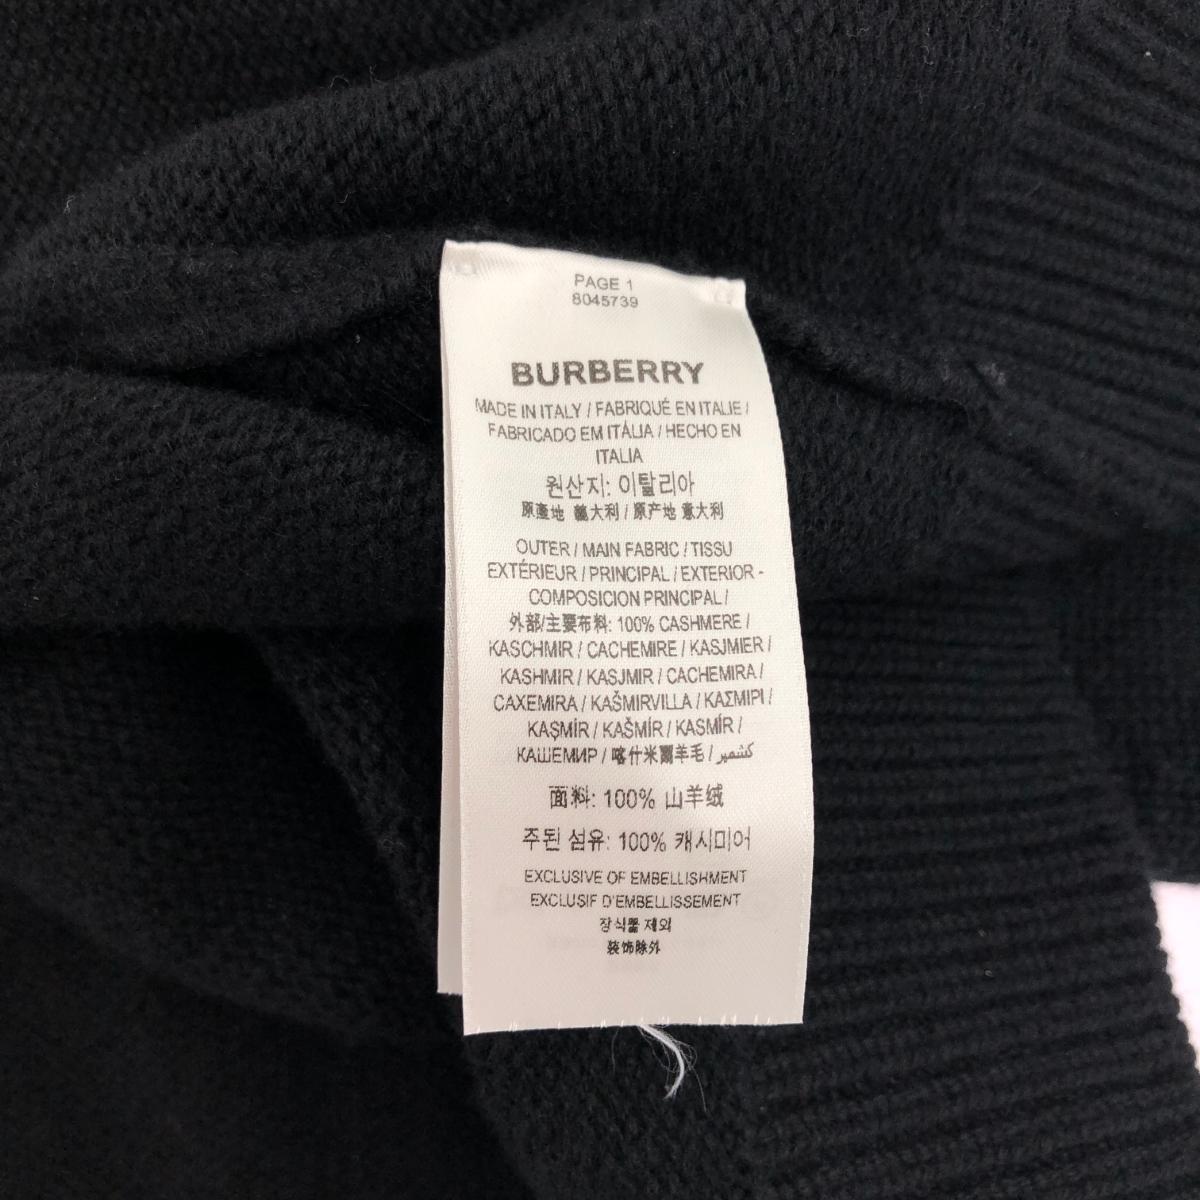 PAGE 1
8045739
BURBERRY
MADE IN ITALY / FABRIQUÉ EN ITALIE /
FABRICADO EM ITÁLIA / HECHO EN
ITALIA
원산지: 이탈리아
原產地 義大利 / 原产地 意大利
OUTER / MAIN FABRIC / TISSU
EXTÉRIEUR / PRINCIPAL / EXTERIOR -
COMPOSICION PRINCIPAL /
外部/主要布料: 100% CASHMERE /
KASCHMIR / CACHEMIRE / KASJMIER /
KASHMIR / KASJMIR / CACHEMIRA /
CAXEMIRA / KAŠMIRVILLA / ΚΑΣΜΙΡΙ /
KAŞMİR / KAŠMÍR / KASMÍR /
КАШЕМИР / 喀什米爾羊毛 / كشمير
面料: 100% 山羊绒
주된 섬유: 100% 캐시미어
EXCLUSIVE OF EMBELLISHMENT
EXCLUSIF D'EMBELLISSEMENT
장식물 제외
装饰除外